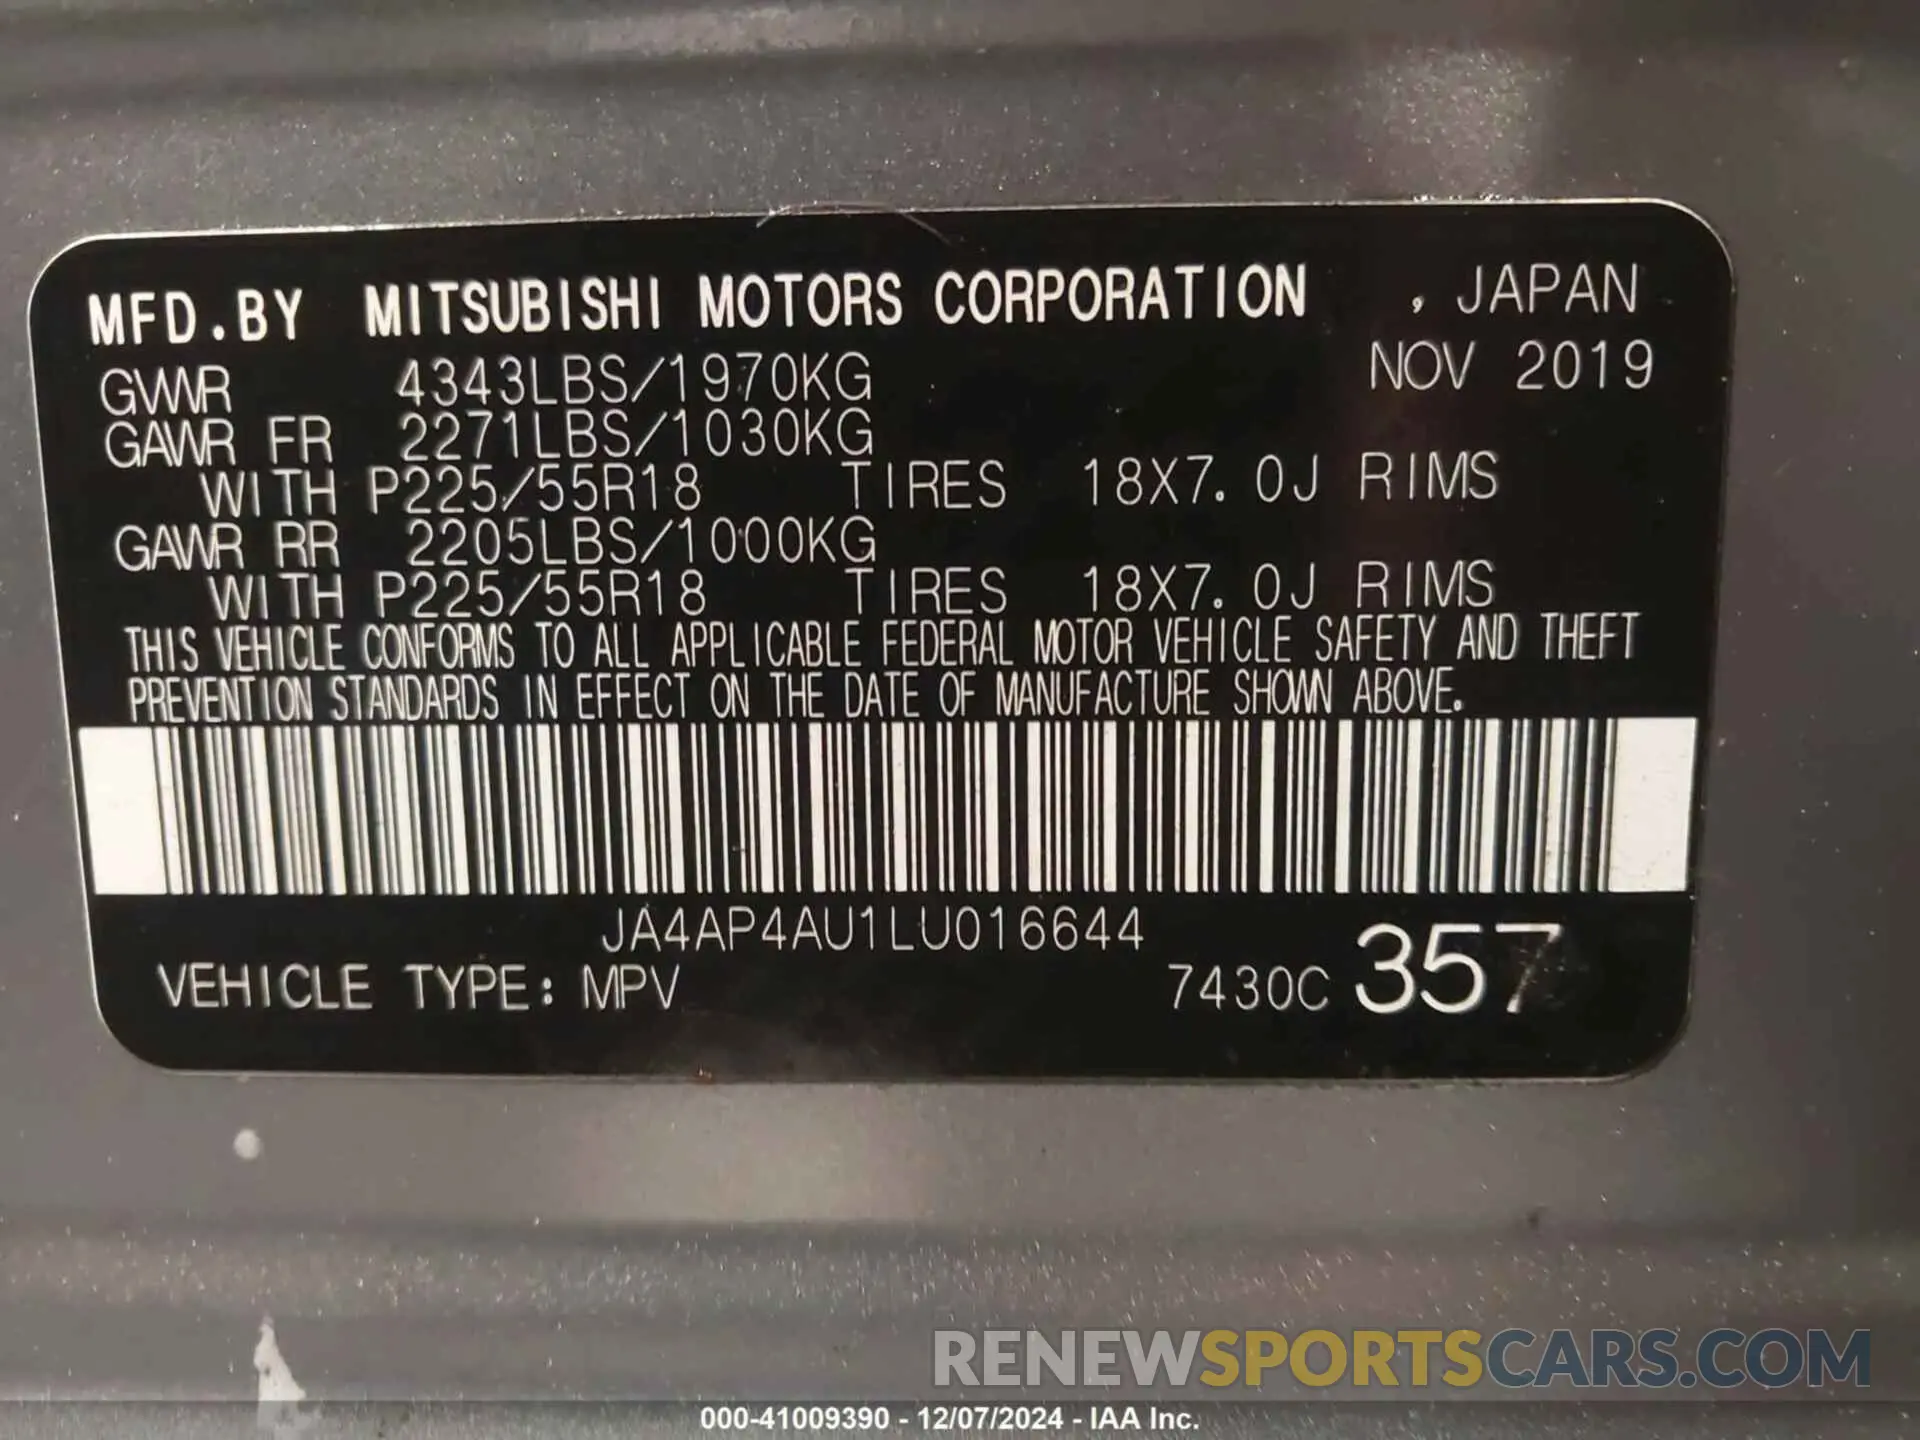 MFD.BY MITSUBISHI MOTORS CORPORATION , JAPAN
GVWR 4343LBS/1970KG NOV 2019
GAWR FR 2271LBS/1030KG
WITH P225/55R18 TIRES 18X7.0J RIMS
GAWR RR 2205LBS/1000KG
WITH P225/55R18 TIRES 18X7.0J RIMS
THIS VEHICLE CONFORMS TO ALL APPLICABLE FEDERAL MOTOR VEHICLE SAFETY AND THEFT
PREVENTION STANDARDS IN EFFECT ON THE DATE OF MANUFACTURE SHOWN ABOVE.
JA4AP4AU1LU016644
VEHICLE TYPE: MPV 7430C 357
RENEWSPORTSCARS.COM
000-41009390 - 12/07/2024 - IAA Inc.